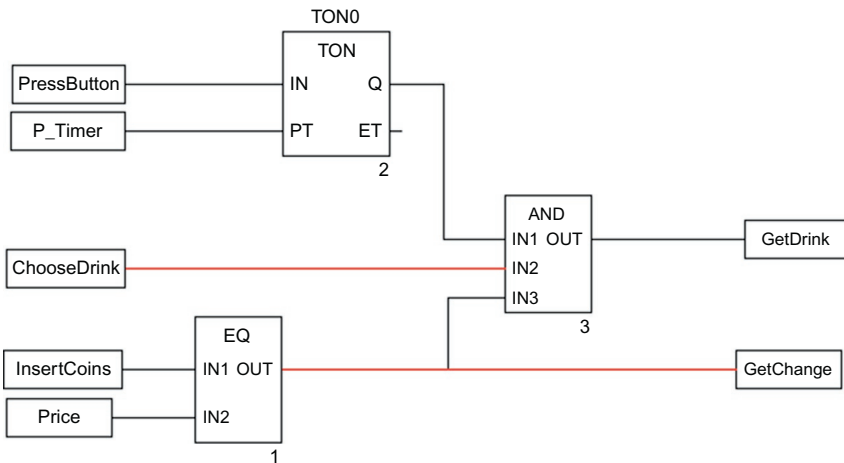 TON0
TON
PressButton
IN Q
P_Timer
PT ET
2
AND
IN1 OUT
GetDrink
ChooseDrink
IN2
IN3
3
EQ
InsertCoins
IN1 OUT
GetChange
Price
IN2
1